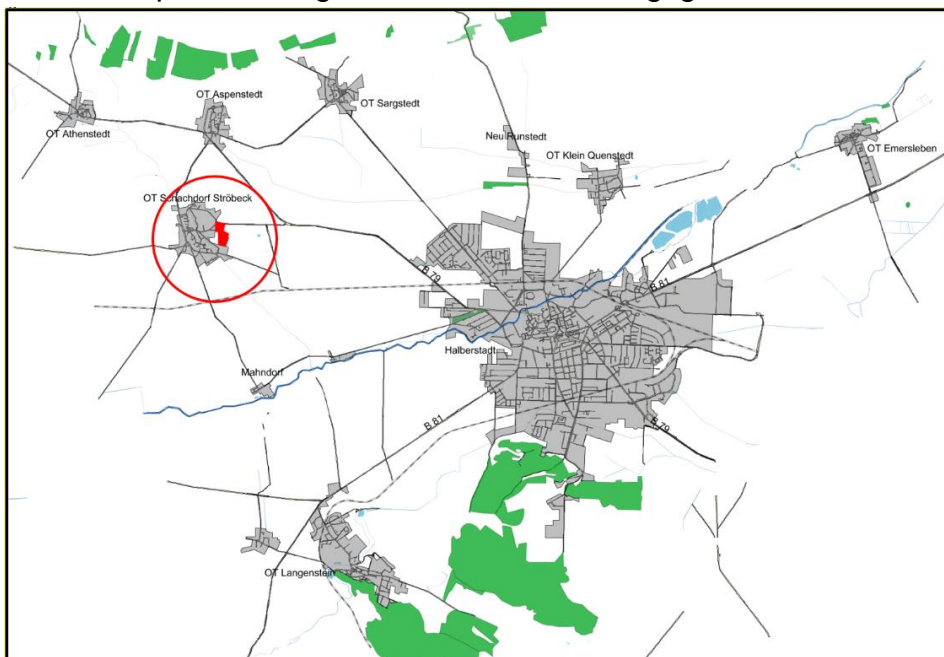 OT Aspenstedt
OT Sargstedt
OT Athenstedt
Neu Runstedt
OT Klein Quenstedt
OT Emersleben
OT Schachdorf Ströbeck
B 79
B 81
Halberstadt
Mahndorf
B 81
B 79
OT Langenstein